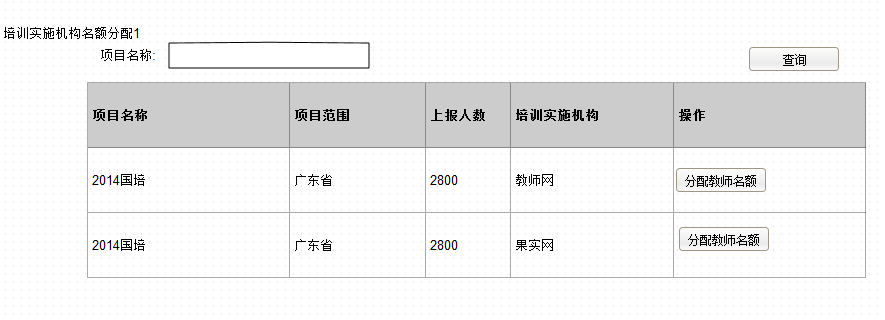 培训实施机构名额分配1
项目名称: 查询
项目名称 项目范围 上报人数 培训实施机构 操作
2014国培 广东省 2800 教师网 分配教师名额
2014国培 广东省 2800 果实网 分配教师名额